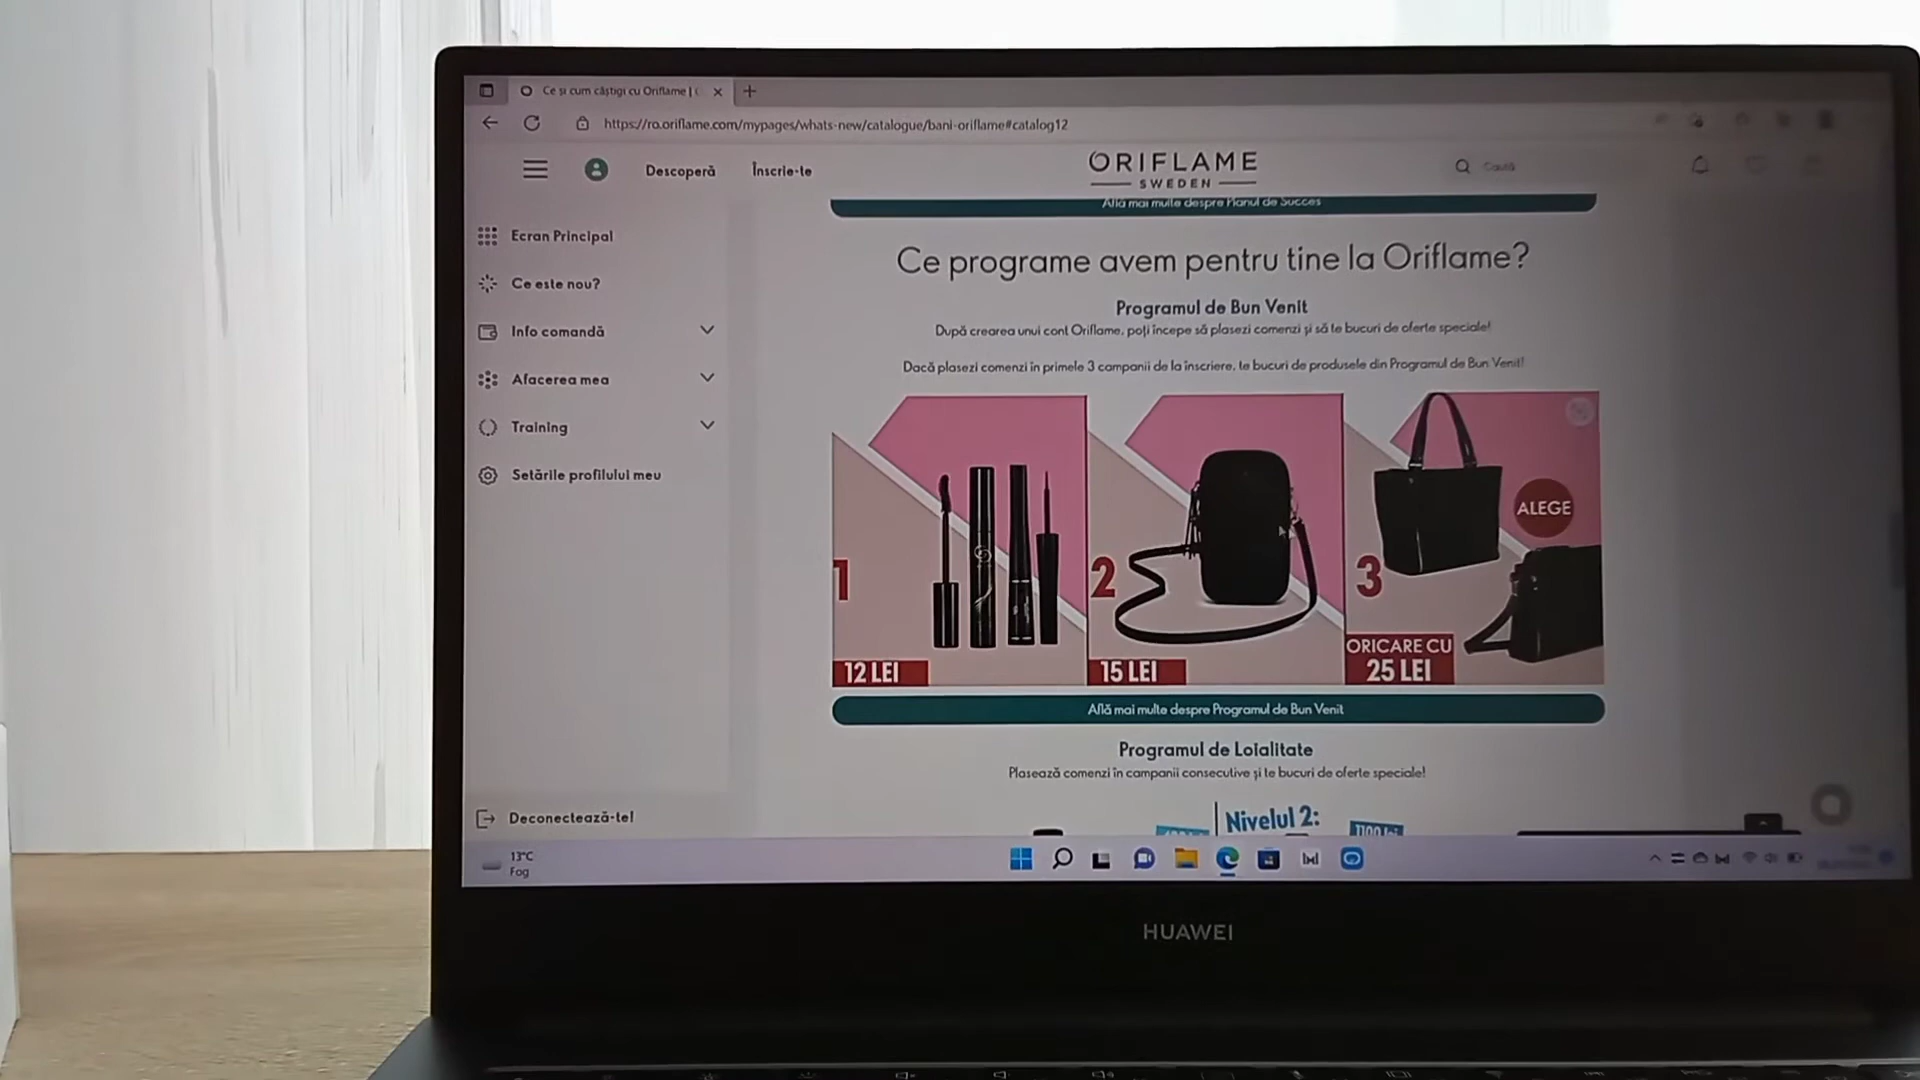 Ce și cum câștigi cu Oriflame |
https://ro.oriflame.com/mypages/whats-new/catalogue/bani-oriflame#catalog12
Descoperă
Înscrie-te
ORIFLAME
SWEDEN
Caută
Află mai multe despre Planul de Succes
Ecran Principal
Ce este nou?
Info comandă
Afacerea mea
Training
Setările profilului meu
Deconectează-te!
Ce programe avem pentru tine la Oriflame?
Programul de Bun Venit
După crearea unui cont Oriflame, poți începe să plasezi comenzi și să te bucuri de oferte speciale!
Dacă plasezi comenzi în primele 3 campanii de la înscriere, te bucuri de produsele din Programul de Bun Venit!
1
12 LEI
2
15 LEI
3
ALEGE
ORICARE CU
25 LEI
Află mai multe despre Programul de Bun Venit
Programul de Loialitate
Plasează comenzi în campanii consecutive și te bucuri de oferte speciale!
Nivelul 2:
1100 lei
13°C
Fog
HUAWEI